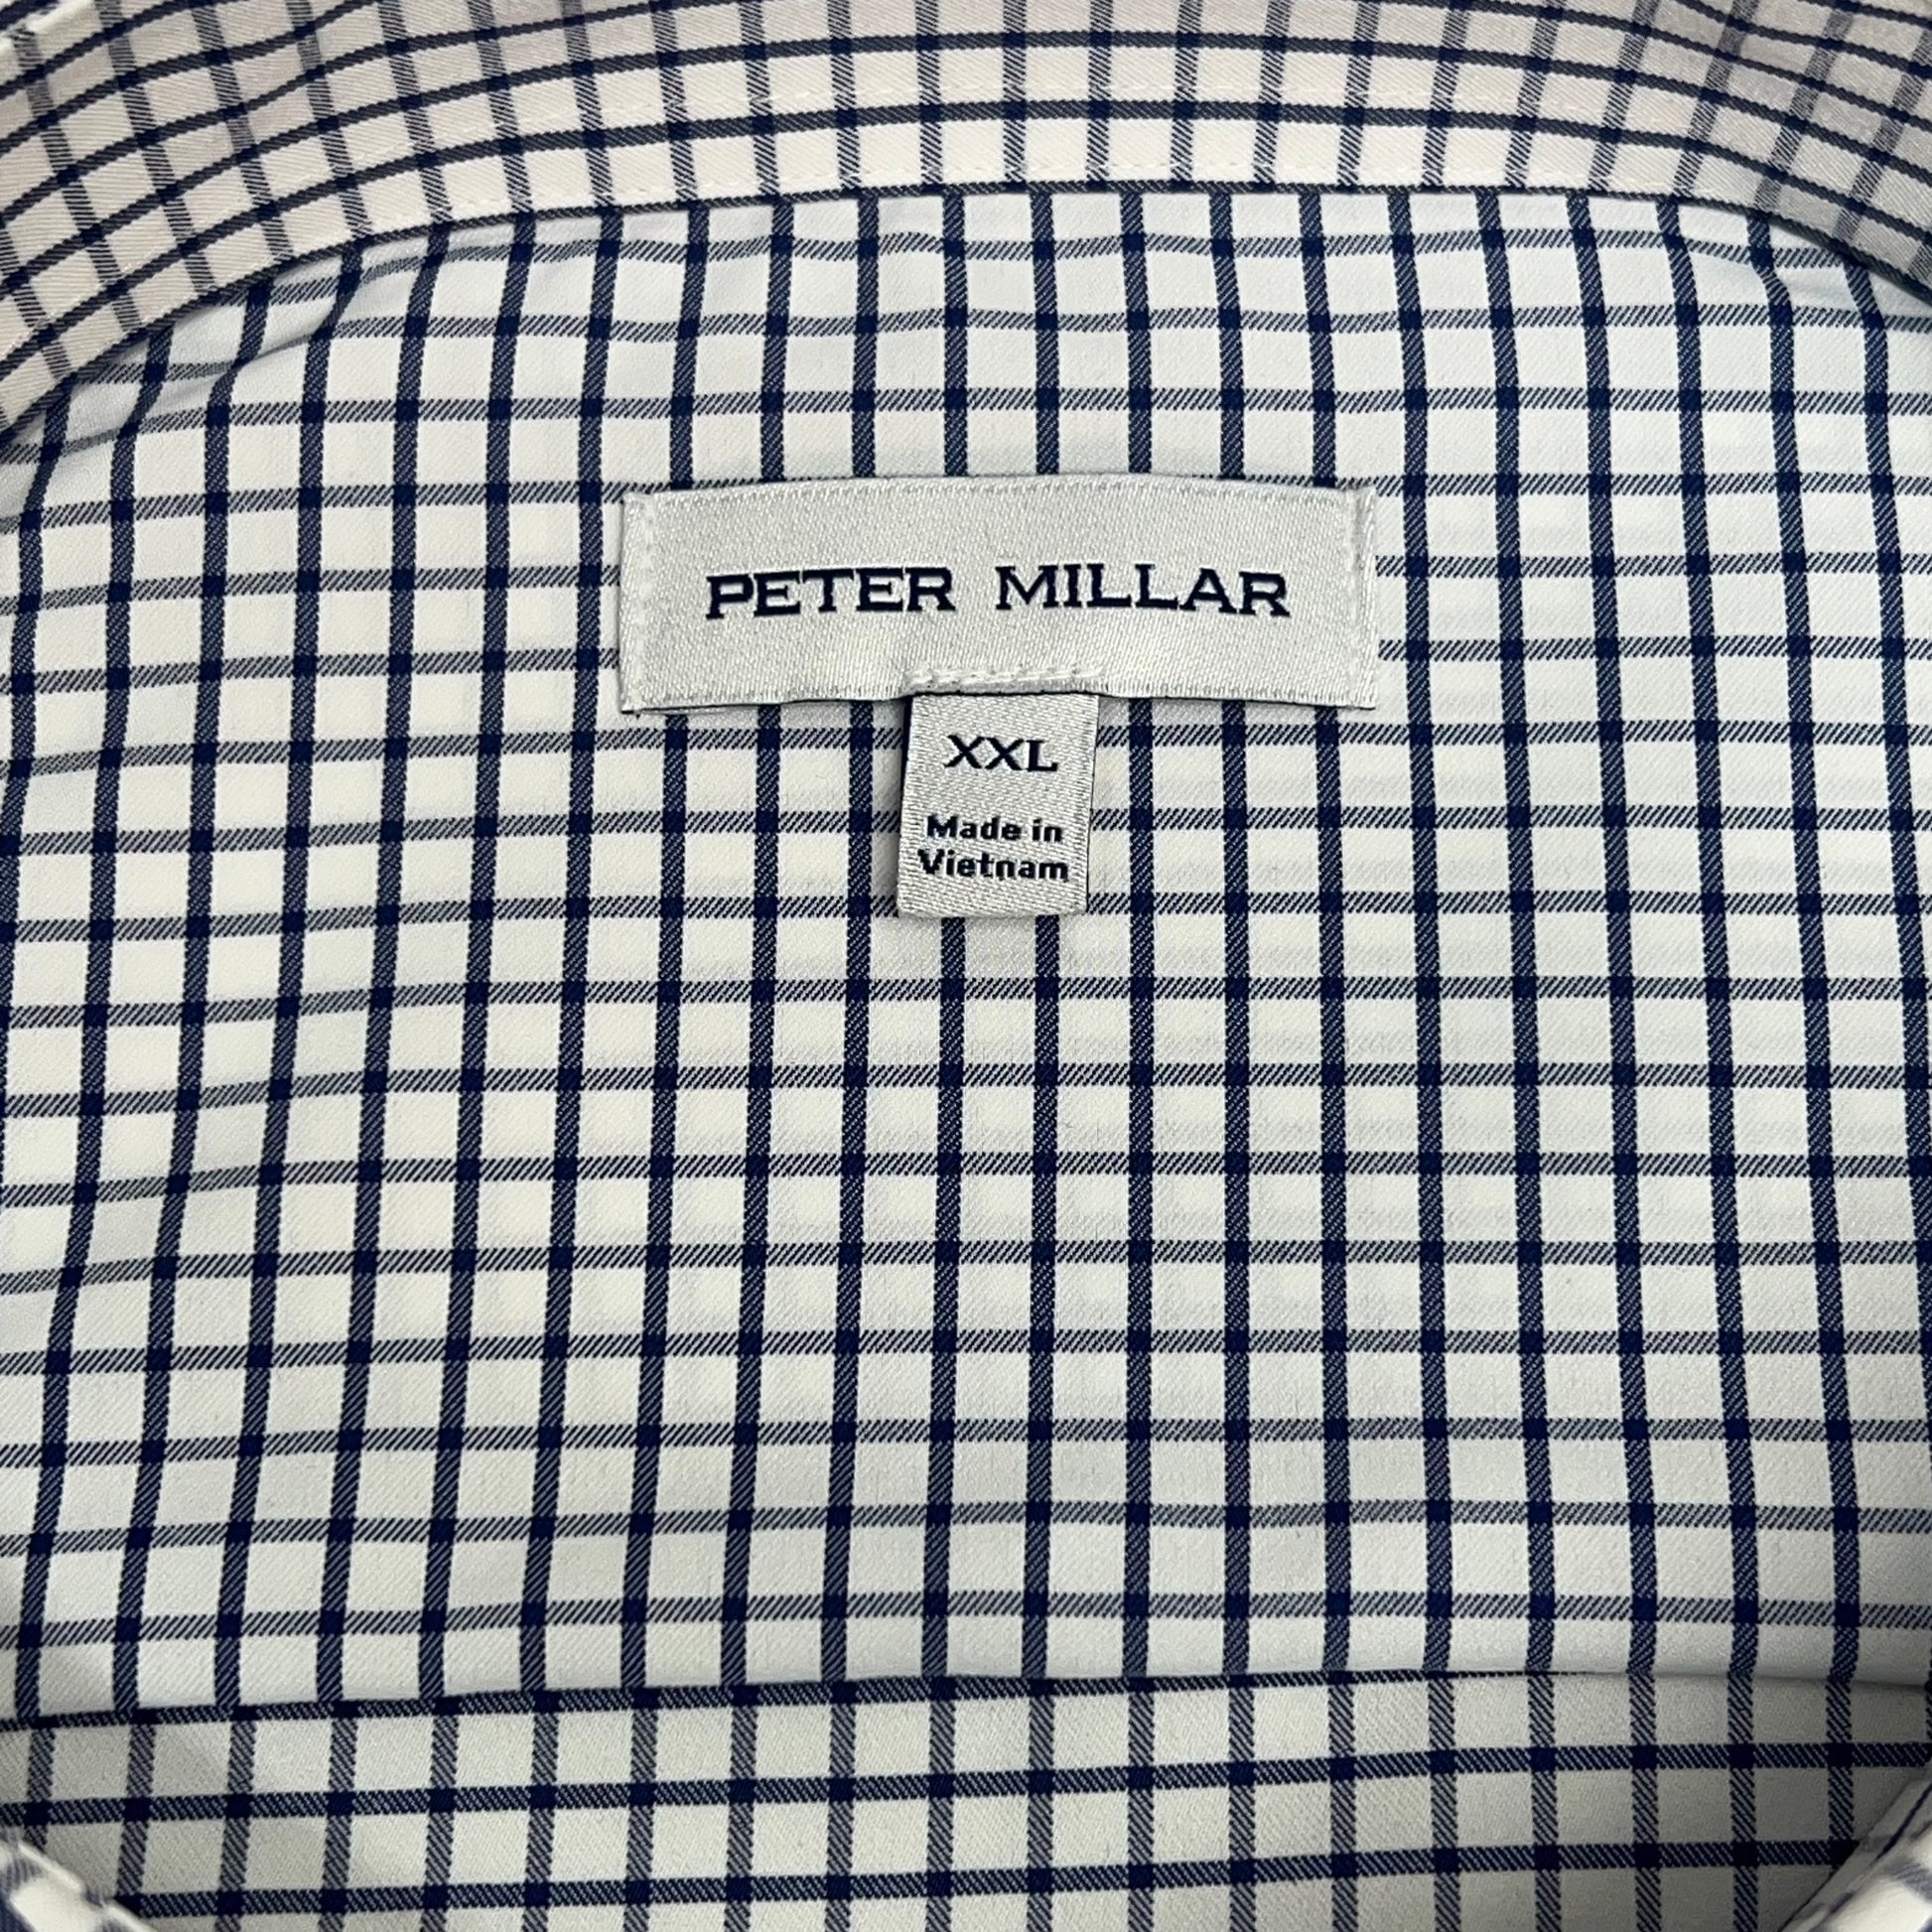 PETER MILLAR
XXL
Made in
Vietnam